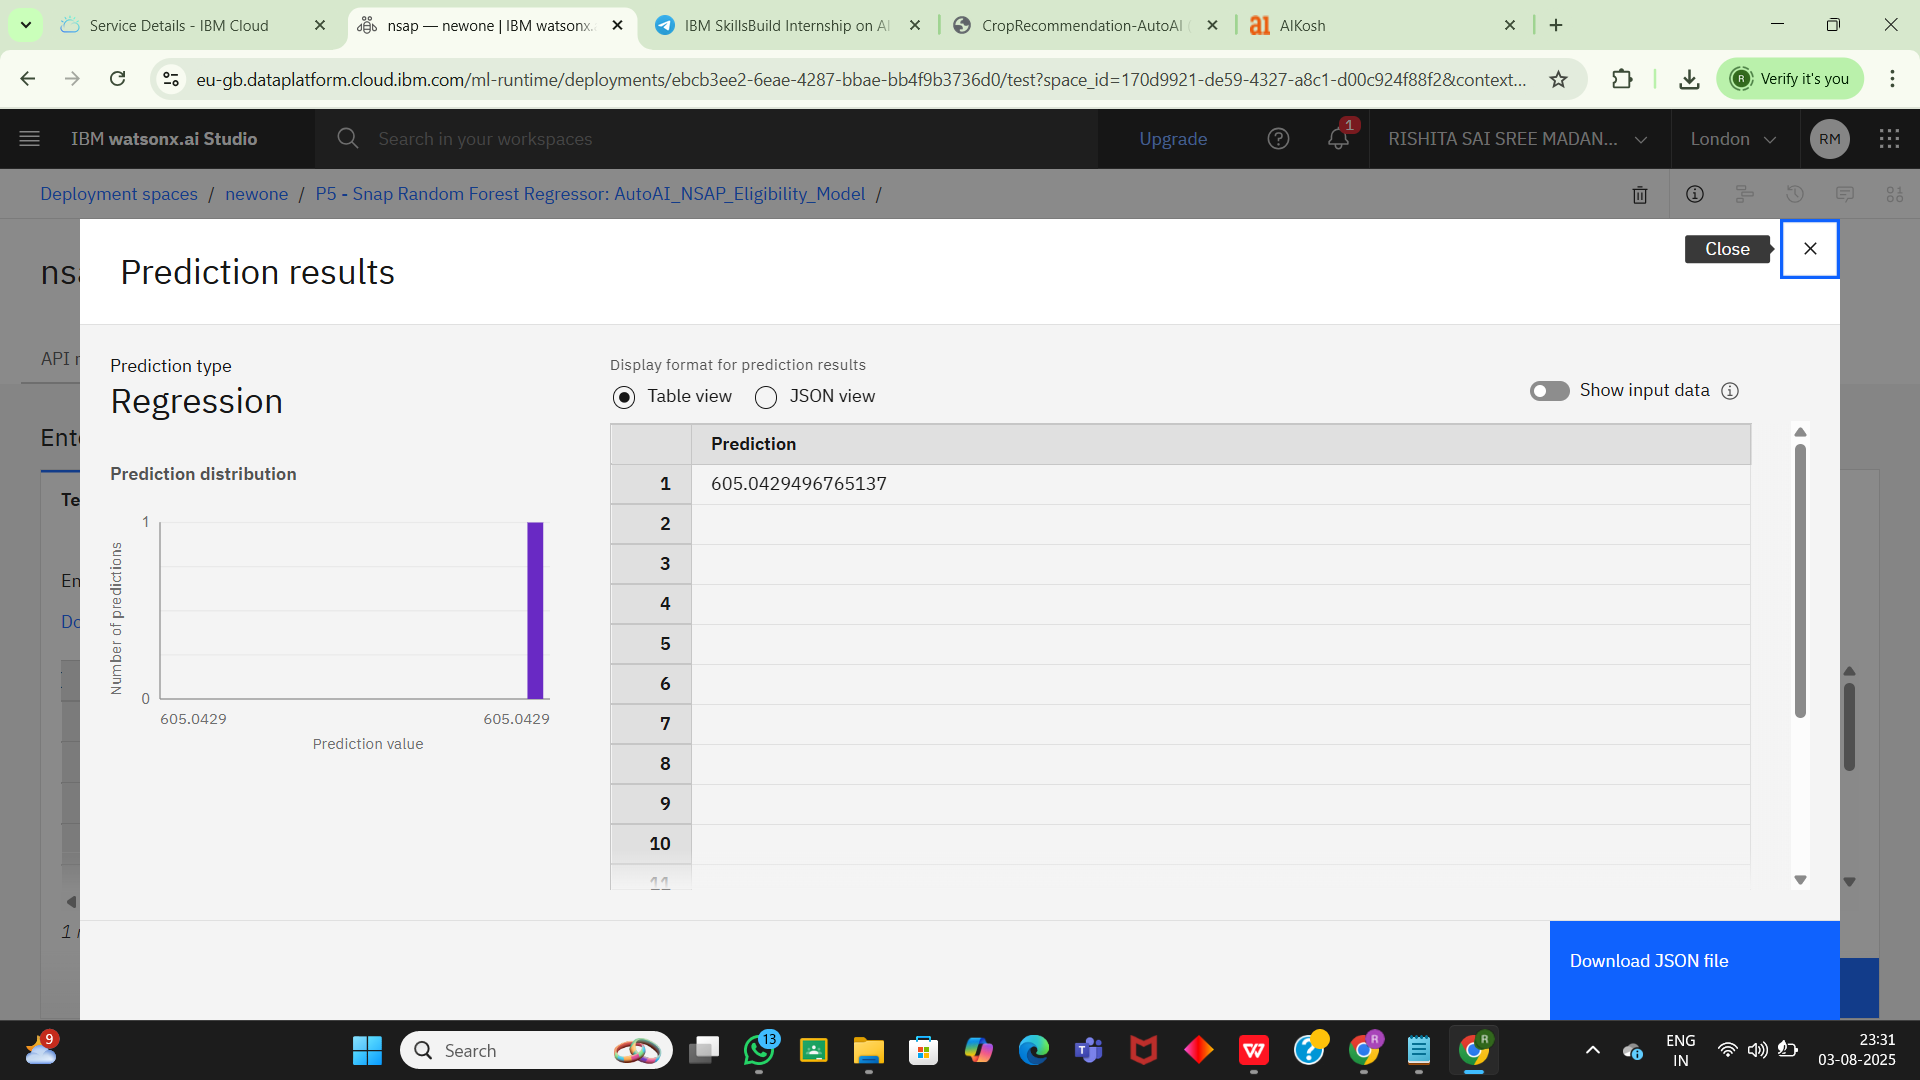 Service Details - IBM Cloud
nsap — newone | IBM watsonx.
IBM SkillsBuild Internship on AI
CropRecommendation-AutoAI (
AIKosh
eu-gb.dataplatform.cloud.ibm.com/ml-runtime/deployments/ebcb3ee2-6eae-4287-bbae-bb4f9b3736d0/test?space_id=170d9921-de59-4327-a8c1-d00c924f88f2&context...
Verify it's you
IBM watsonx.ai Studio
Search in your workspaces
Upgrade
1
RISHITA SAI SREE MADAN...
London
RM
Deployment spaces / newone / P5 - Snap Random Forest Regressor: AutoAI_NSAP_Eligibility_Model /
Prediction results
Close
Prediction type
Regression
Prediction distribution
Number of predictions
1
0
605.0429
605.0429
Prediction value
Display format for prediction results
Table view
JSON view
Show input data
Prediction
1 605.0429496765137
2
3
4
5
6
7
8
9
10
11
Download JSON file
9
Search
13
ENG
IN
23:31
03-08-2025